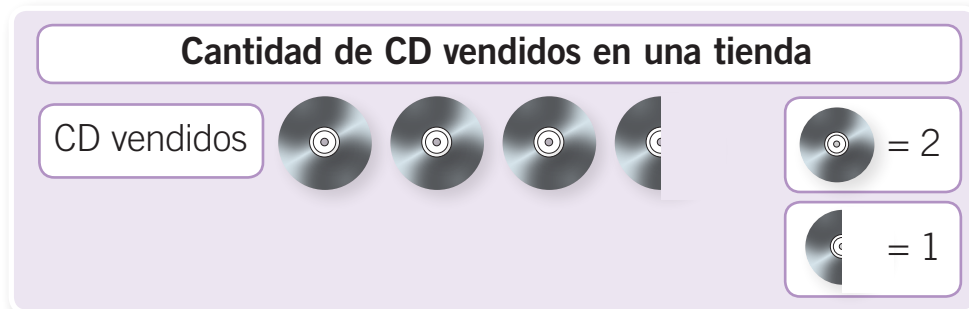 Cantidad de CD vendidos en una tienda
CD vendidos
= 2
= 1